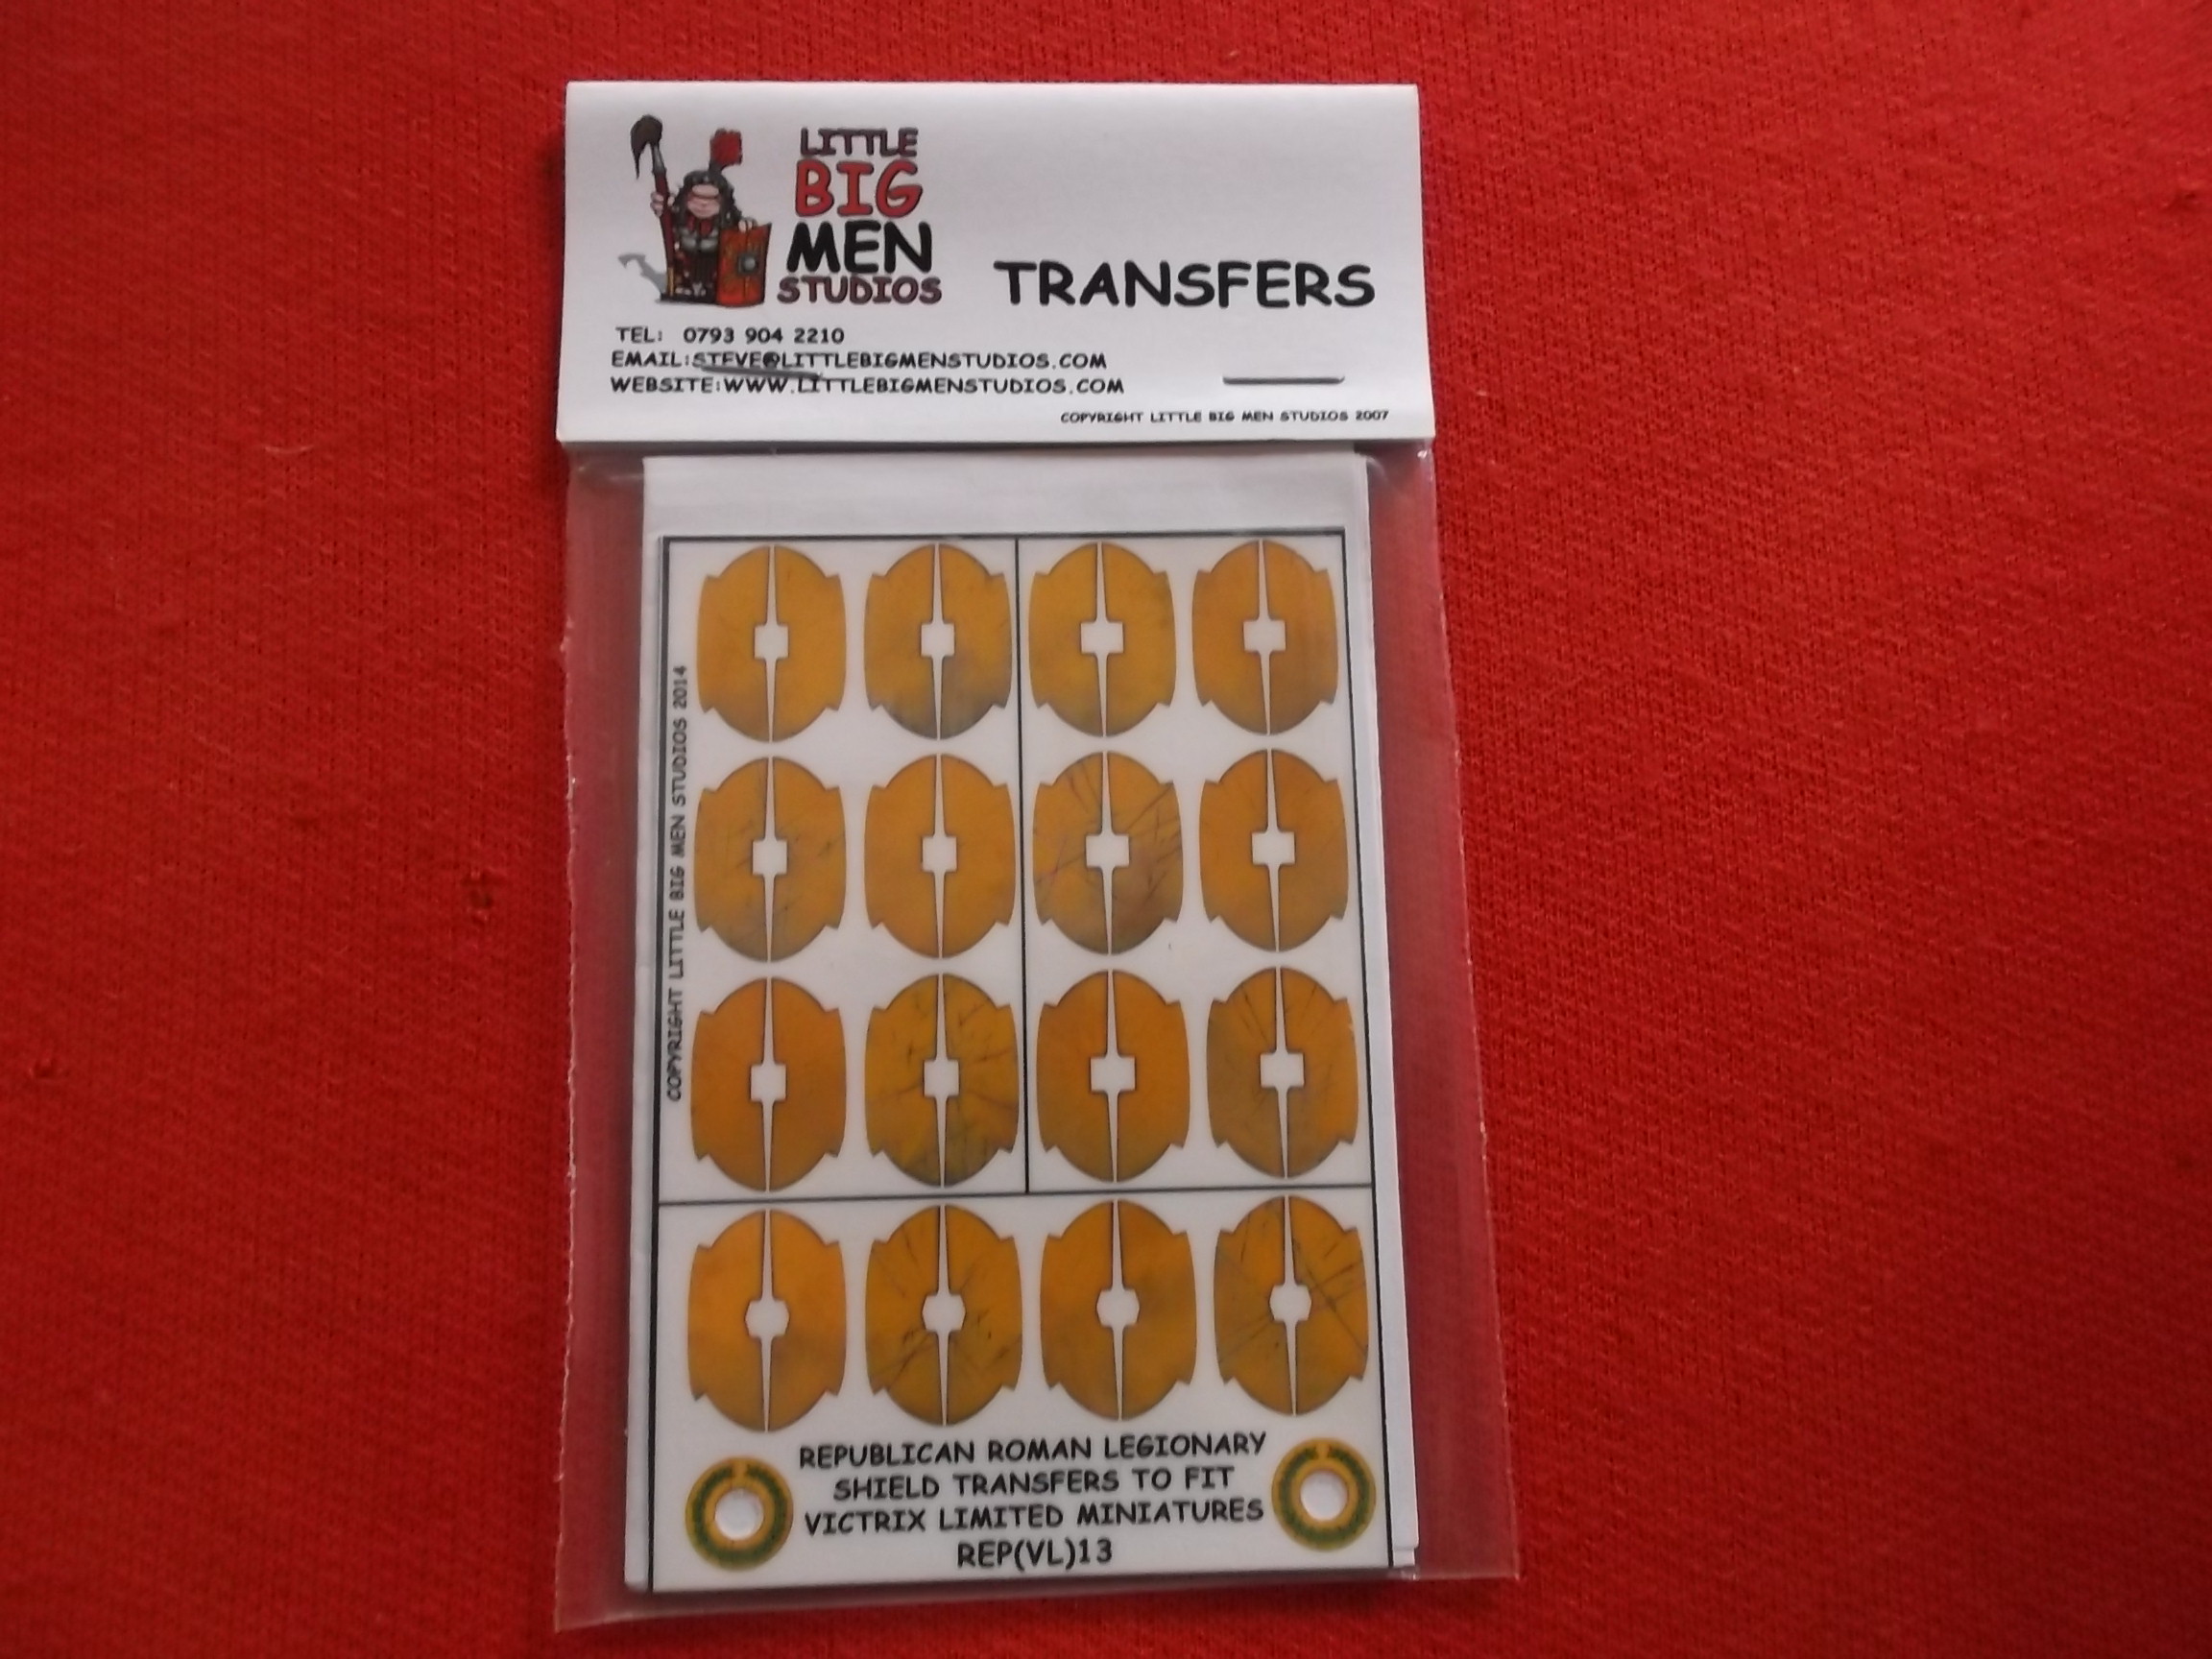 LITTLE
BIG
MEN
STUDIOS
TRANSFERS
TEL: 0793 904 2210
EMAIL:STEVE@LITTLEBIGMENSTUDIOS.COM
WEBSITE:WWW.LITTLEBIGMENSTUDIOS.COM
COPYRIGHT LITTLE BIG MEN STUDIOS 2007
COPYRIGHT LITTLE BIG MEN STUDIOS 2014
REPUBLICAN ROMAN LEGIONARY
SHIELD TRANSFERS TO FIT
VICTRIX LIMITED MINIATURES
REP(VL)13